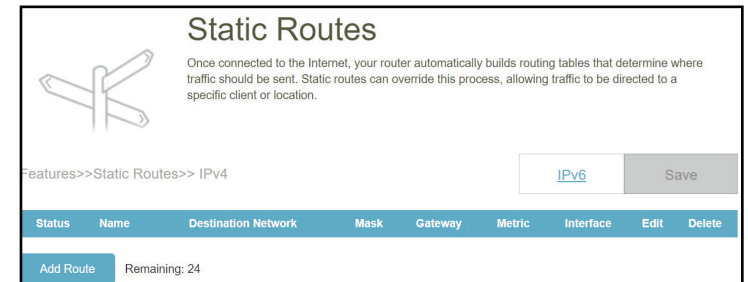 Static Routes
Once connected to the Internet, your router automatically builds routing tables that determine where
traffic should be sent. Static routes can override this process, allowing traffic to be directed to a
specific client or location.
Features>>Static Routes>> IPv4
IPv6
Save
Status Name Destination Network Mask Gateway Metric Interface Edit Delete
Add Route Remaining: 24